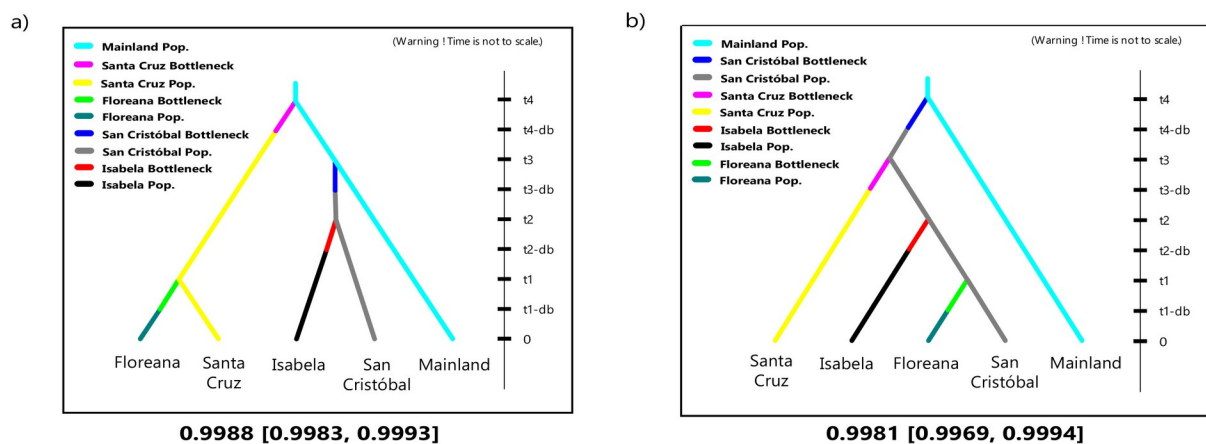 a)
(Warning ! Time is not to scale.)
Mainland Pop.
Santa Cruz Bottleneck
Santa Cruz Pop.
Floreana Bottleneck
Floreana Pop.
San Cristóbal Bottleneck
San Cristóbal Pop.
Isabela Bottleneck
Isabela Pop.
t4
t4-db
t3
t3-db
t2
t2-db
t1
t1-db
0
Floreana
Santa
Cruz
Isabela
San
Cristóbal
Mainland
0.9988 [0.9983, 0.9993]
b)
(Warning ! Time is not to scale.)
Mainland Pop.
San Cristóbal Bottleneck
San Cristóbal Pop.
Santa Cruz Bottleneck
Santa Cruz Pop.
Isabela Bottleneck
Isabela Pop.
Floreana Bottleneck
Floreana Pop.
t4
t4-db
t3
t3-db
t2
t2-db
t1
t1-db
0
Santa
Cruz
Isabela
Floreana
San
Cristóbal
Mainland
0.9981 [0.9969, 0.9994]